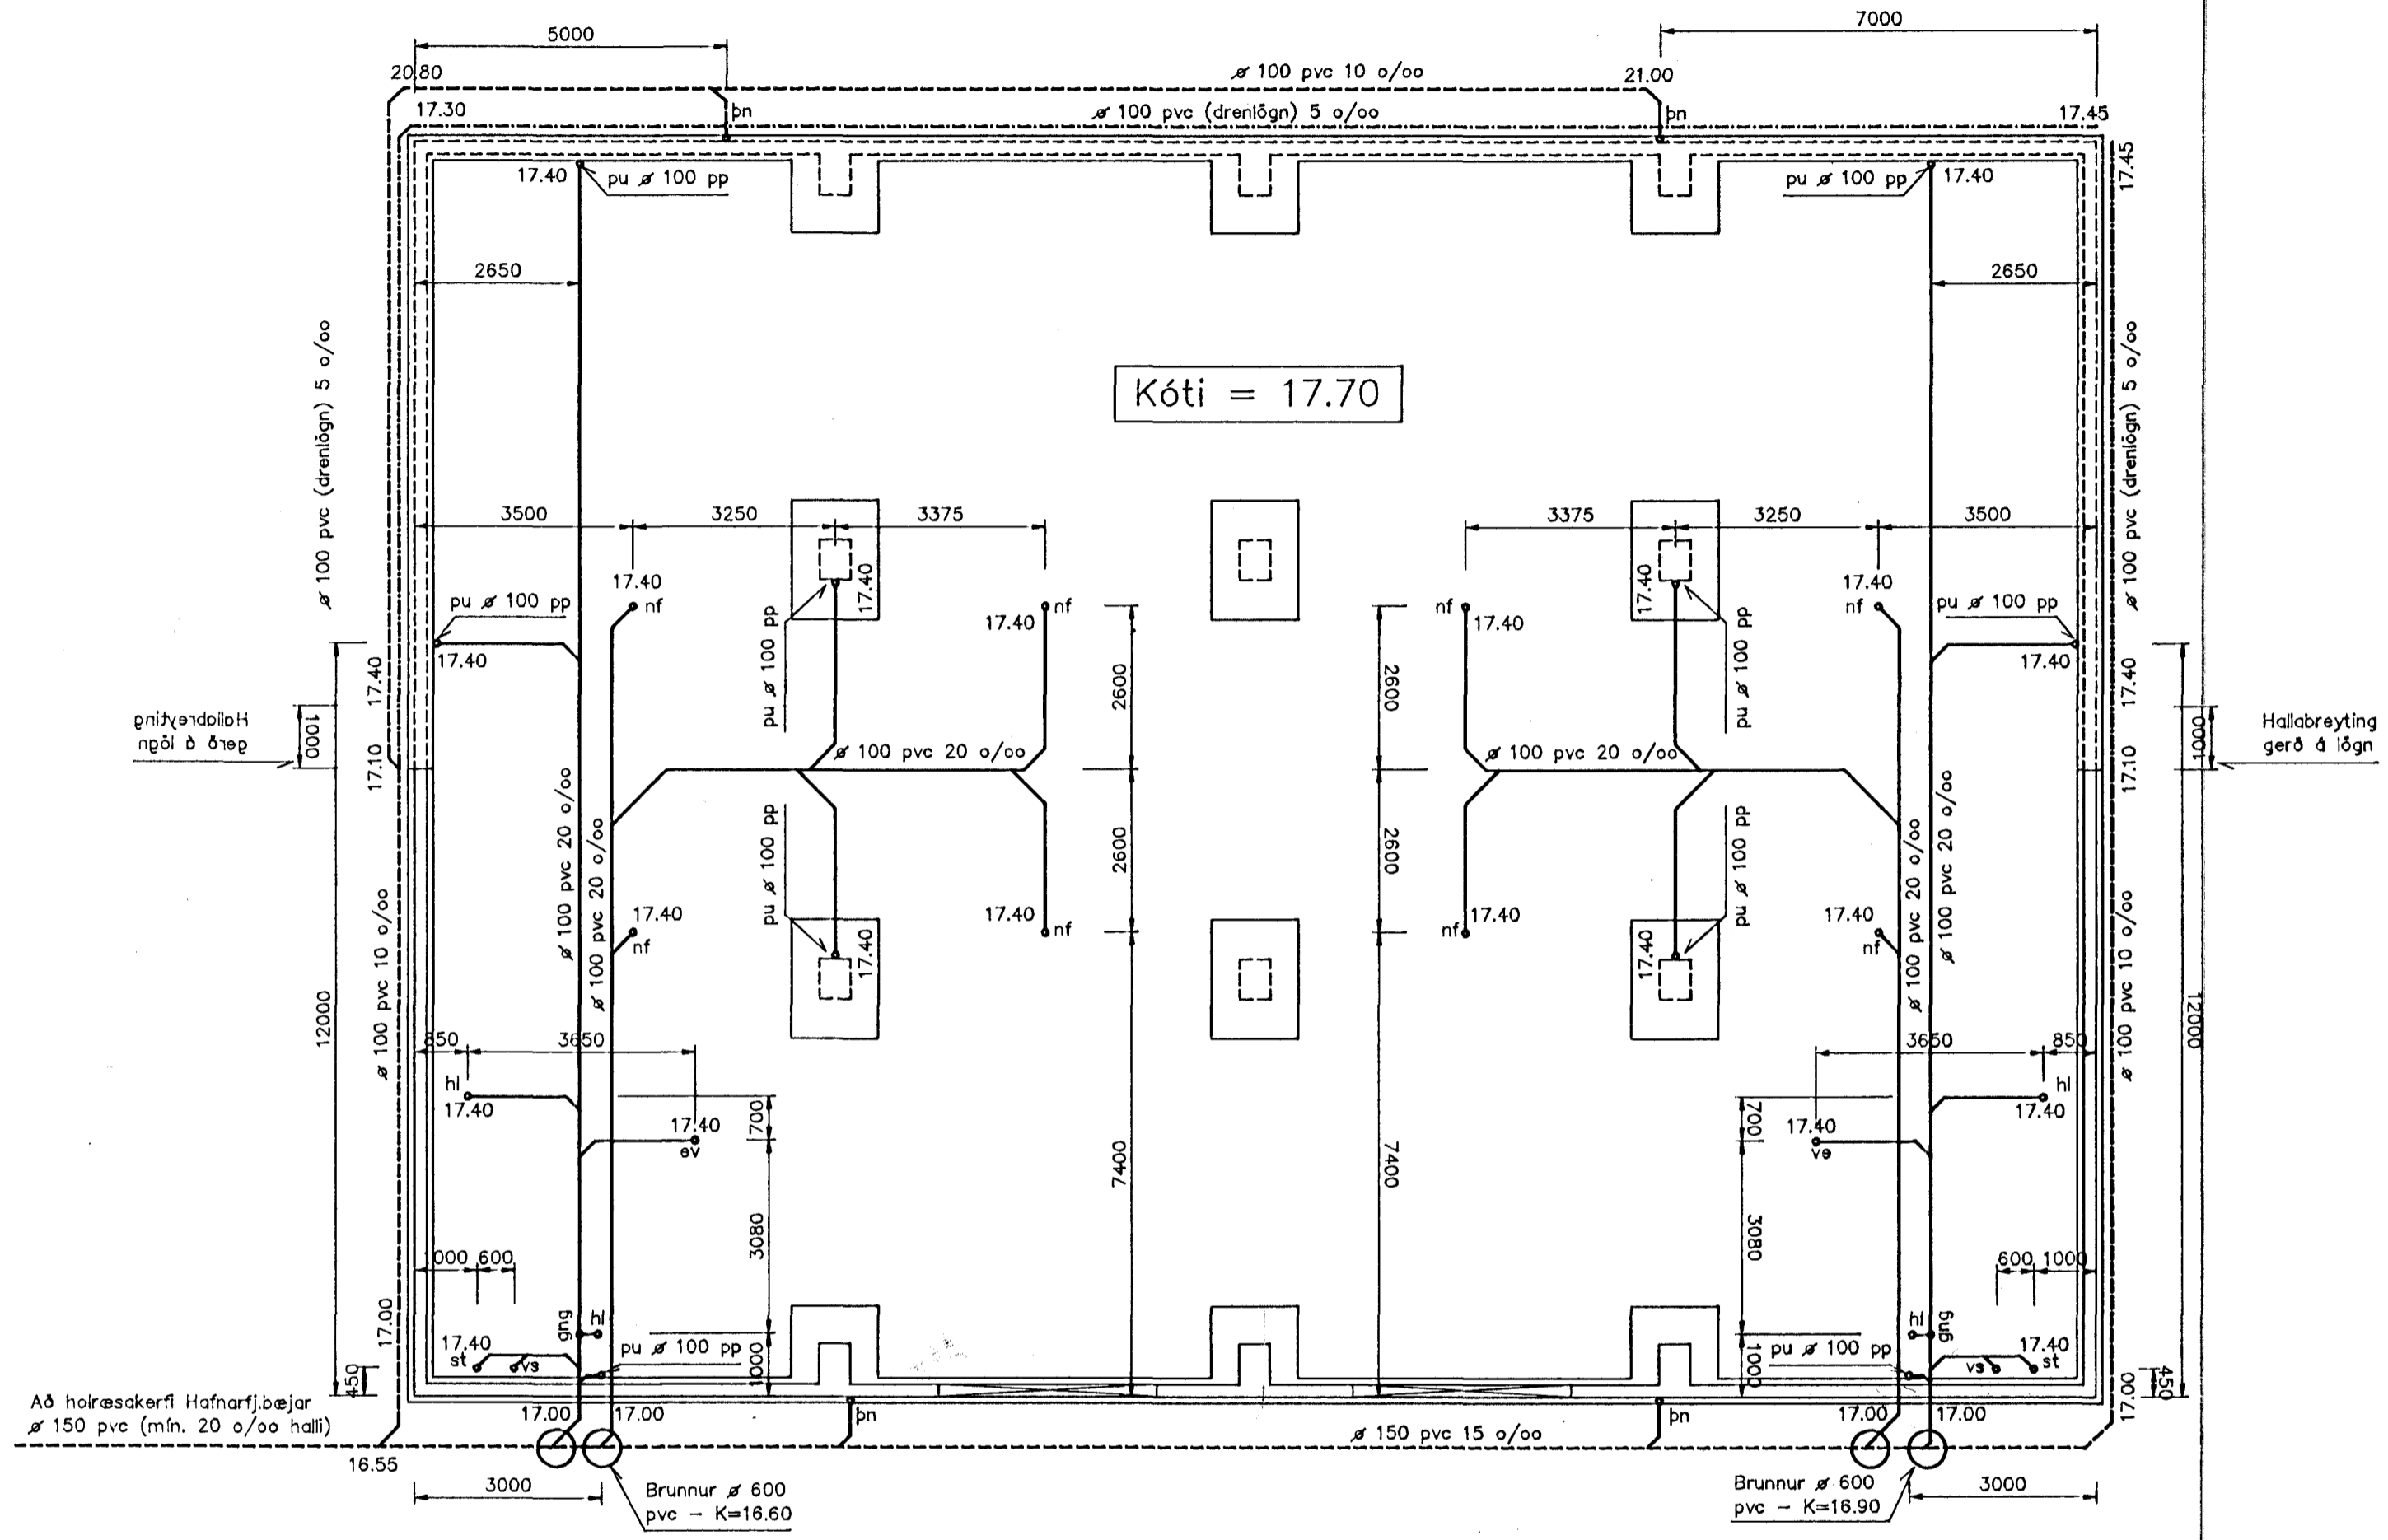 5000
7000
20.80
ø 100 pvc 10 o/oo
21.00
17.30
þn
ø 100 pvc (drenlögn) 5 o/oo
þn
17.45
17.40
pu ø 100 pp
pu ø 100 pp
17.40
17.45
2650
2650
ø 100 pvc (drenlögn) 5 o/oo
ø 100 pvc (drenlögn) 5 o/oo
Kóti = 17.70
3500
3250
3375
3375
3250
3500
17.40
nf
17.40
nf
17.40
nf
17.40
17.40
17.40
nf
pu ø 100 pp
17.40
pu ø 100 pp
17.40
pu ø 100 pp
pu ø 100 pp
2600
2600
17.40
17.40
Hallabreyting
gerð á lögn
1000
17.10
ø 100 pvc 20 o/oo
ø 100 pvc 20 o/oo
17.10
1000
Hallabreyting
gerð á lögn
ø 100 pvc 20 o/oo
ø 100 pvc 20 o/oo
pu ø 100 pp
2600
2600
pu ø 100 pp
ø 100 pvc 20 o/oo
ø 100 pvc 20 o/oo
17.40
nf
17.40
17.40
nf
nf
17.40
17.40
17.40
nf
ø 100 pvc 10 o/oo
ø 100 pvc 10 o/oo
12000
12000
850
3650
3650
850
hl
17.40
17.40
ev
700
700
17.40
ve
hl
17.40
7400
7400
3080
3080
1000
600
600
1000
17.00
gng
hl
hl
gng
17.40
st
vs
pu ø 100 pp
1000
1000
pu ø 100 pp
vs
17.40
st
450
450
17.00
Að holræsakerfi Hafnarfj.bæjar
ø 150 pvc (mín. 20 o/oo halli)
17.00
17.00
þn
þn
17.00
17.00
ø 150 pvc 15 o/oo
16.55
3000
Brunnur ø 600
pvc – K=16.60
Brunnur ø 600
pvc – K=16.90
3000